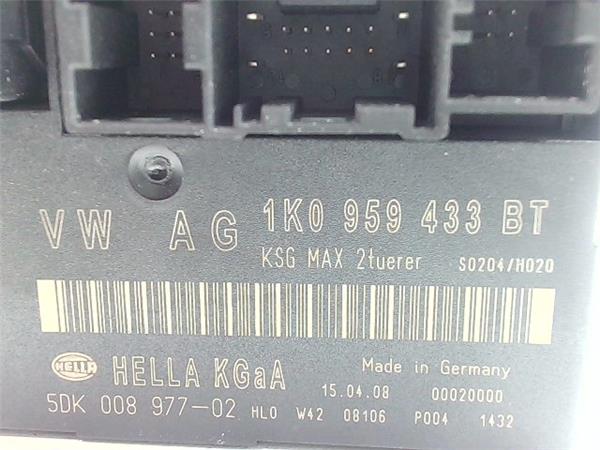 VW AG 1K0 959 433 BT
KSG MAX 2tuerer S0204/H020
HELLA HELLA KGaA Made in Germany
15.04.08 00020000
5DK 008 977-02 HL0 W42 08106 P004 1432